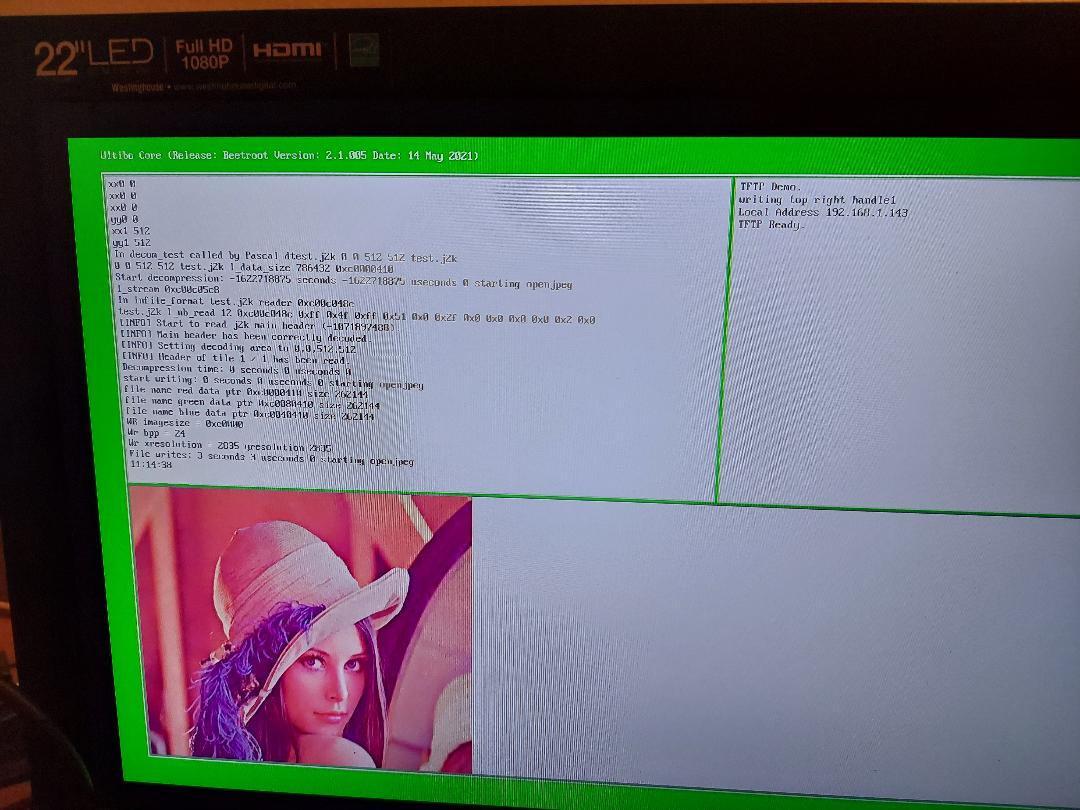 22"LED
Full HD
1080P
HDMI
Westinghouse • www.westinghousedigital.com
Ultibo Core (Release: Beetroot Version: 2.1.005 Date: 14 May 2021)
xx0 0
xx0 0
xx0 0
yy0 0
xx1 512
yy1 512
In decom_test called by Pascal dtest.j2k 0 0 512 512 test.j2k
0 0 512 512 test.j2k l_data_size 786432 0xc0000410
Start decompression: -1622718875 seconds -1622718875 useconds 0 starting openjpeg
l_stream 0xc00c05c8
In infile_format test.j2k reader 0xc00c048c
test.j2k l_nb_read 12 0xc00c048c 0xff 0x4f 0xff 0x51 0x0 0x2f 0x0 0x0 0x0 0x0 0x2 0x0
[INFO] Start to read j2k main header (-1071897488).
[INFO] Main header has been correctly decoded.
[INFO] Setting decoding area to 0,0,512,512
[INFO] Header of tile 1 / 1 has been read.
Decompression time: 0 seconds 0 useconds 0
start writing: 0 seconds 0 useconds 0 starting openjpeg
file name red data ptr size 262144
file name green data ptr 0xc0080410 size 262144
file name blue data ptr size 262144
WR imagesize =
Wr bpp = 24
Wr xresolution = 2835 yresolution 2835
File writes: 3 seconds 4 useconds 0 starting openjpeg
11:14:38
TFTP Demo.
writing top right handle1
Local Address 192.168.1.143
TFTP Ready.